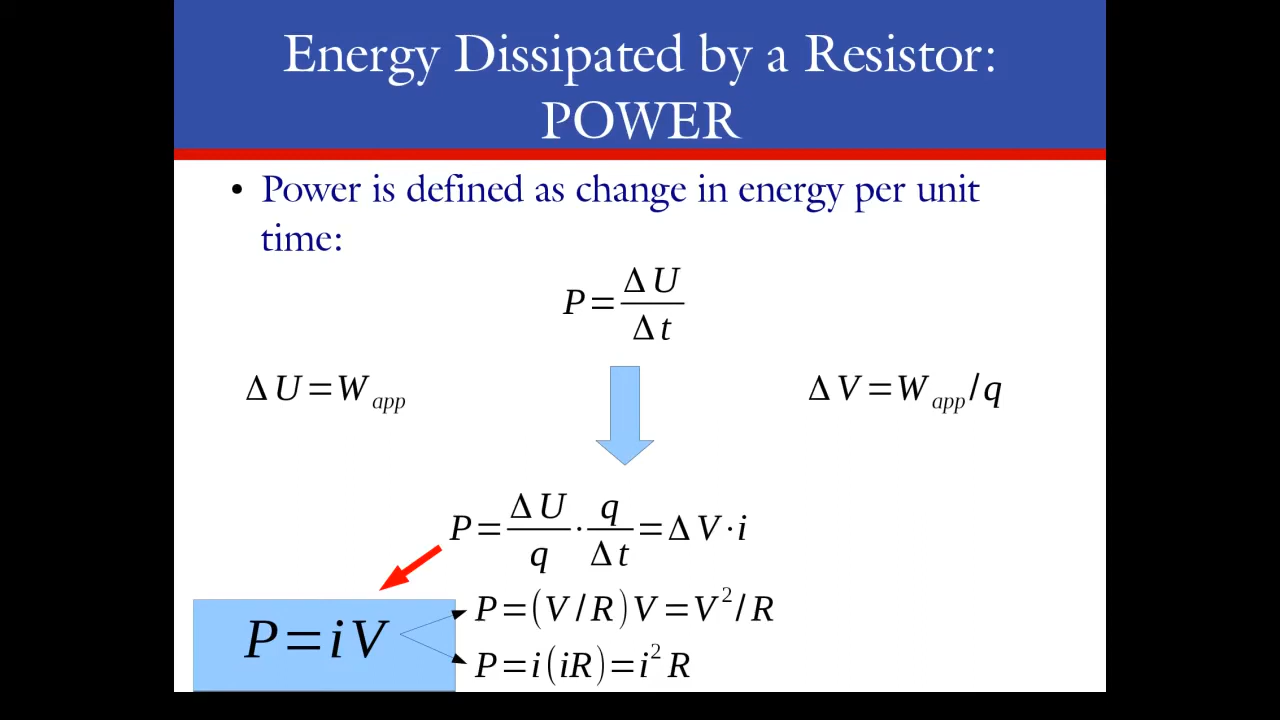 Energy Dissipated by a Resistor:
POWER
• Power is defined as change in energy per unit
time:
P=ΔU/Δt
ΔU=W_app
ΔV=W_app/q
P=ΔU/q·q/Δt=ΔV·i
P=iV
P=(V/R)V=V²/R
P=i(iR)=i²R